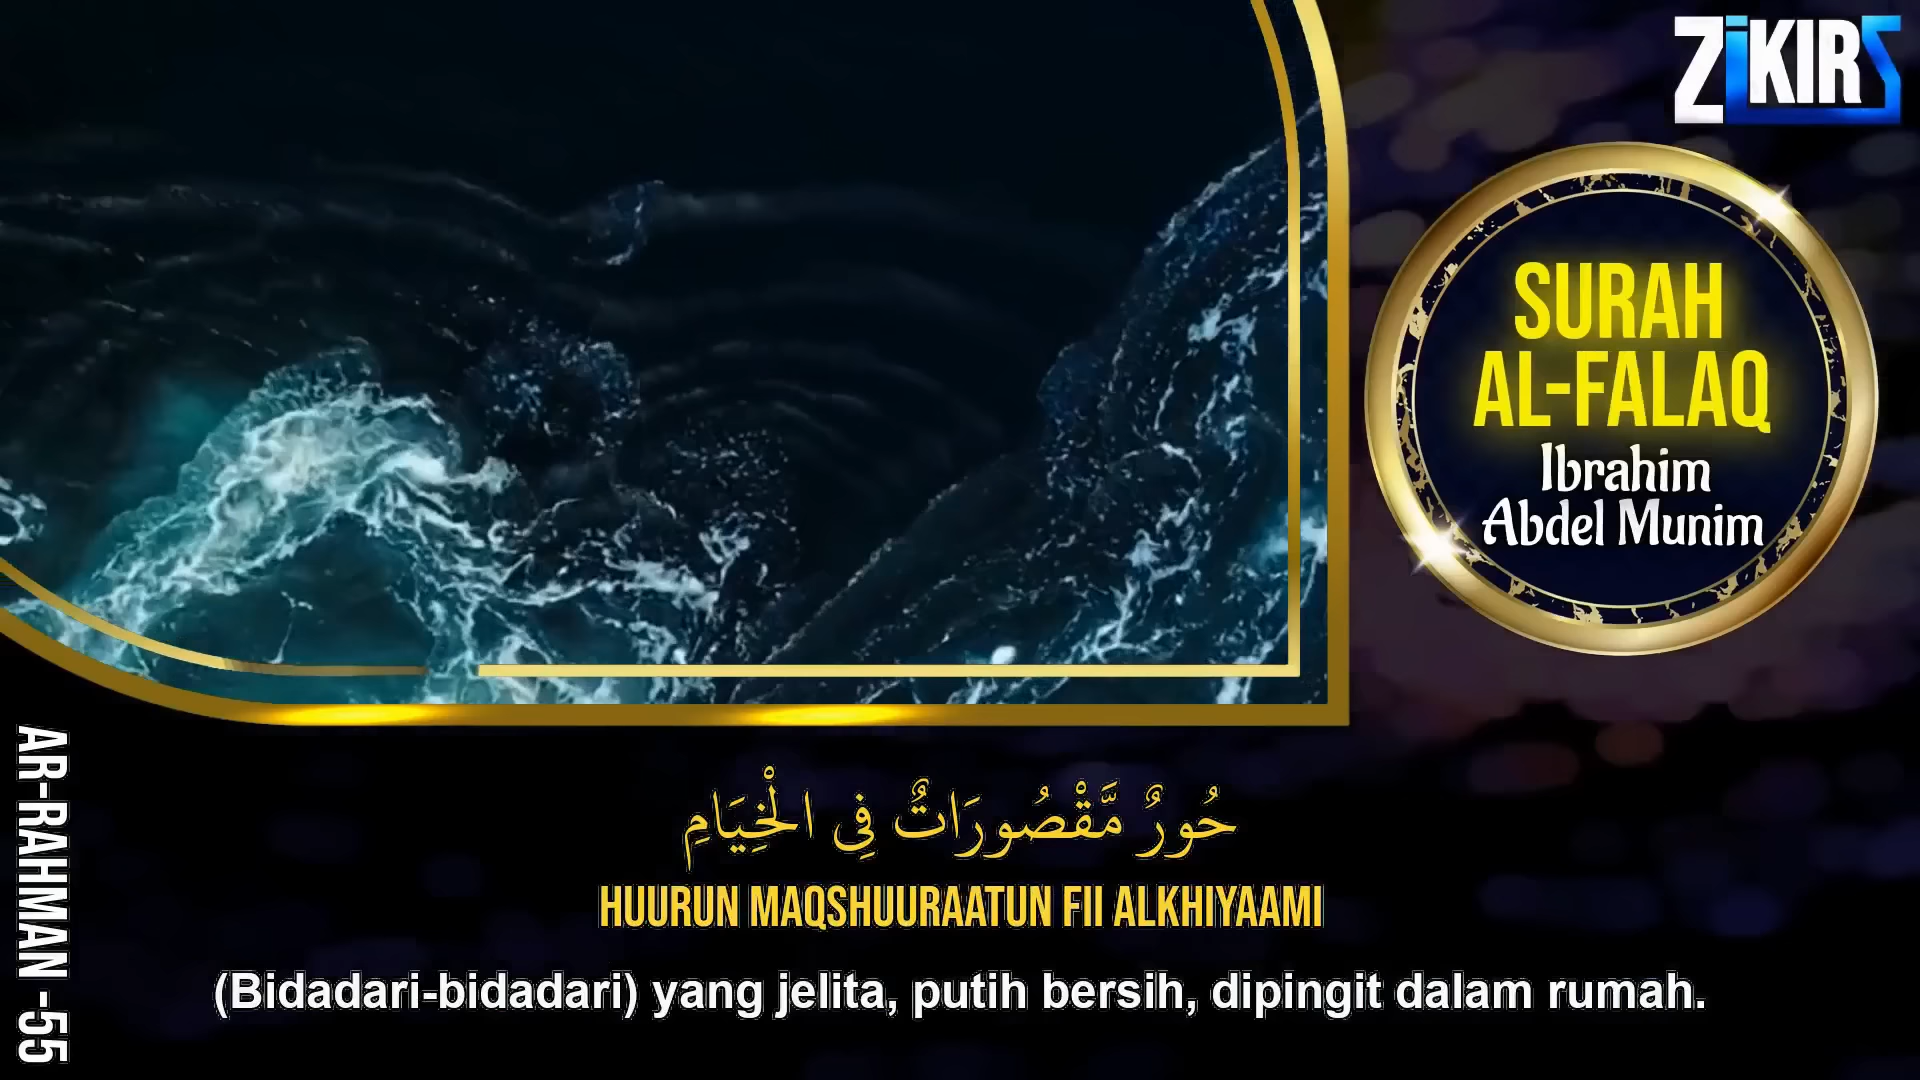 ZiKIRS
SURAH
AL-FALAQ
Ibrahim
Abdel Munim
حُورٌ مَّقْصُورَاتٌ فِى الْخِيَامِ
HUURUN MAQSHUURAATUN FII ALKHIYAAMI
(Bidadari-bidadari) yang jelita, putih bersih, dipingit dalam rumah.
AR-RAHMAN -55